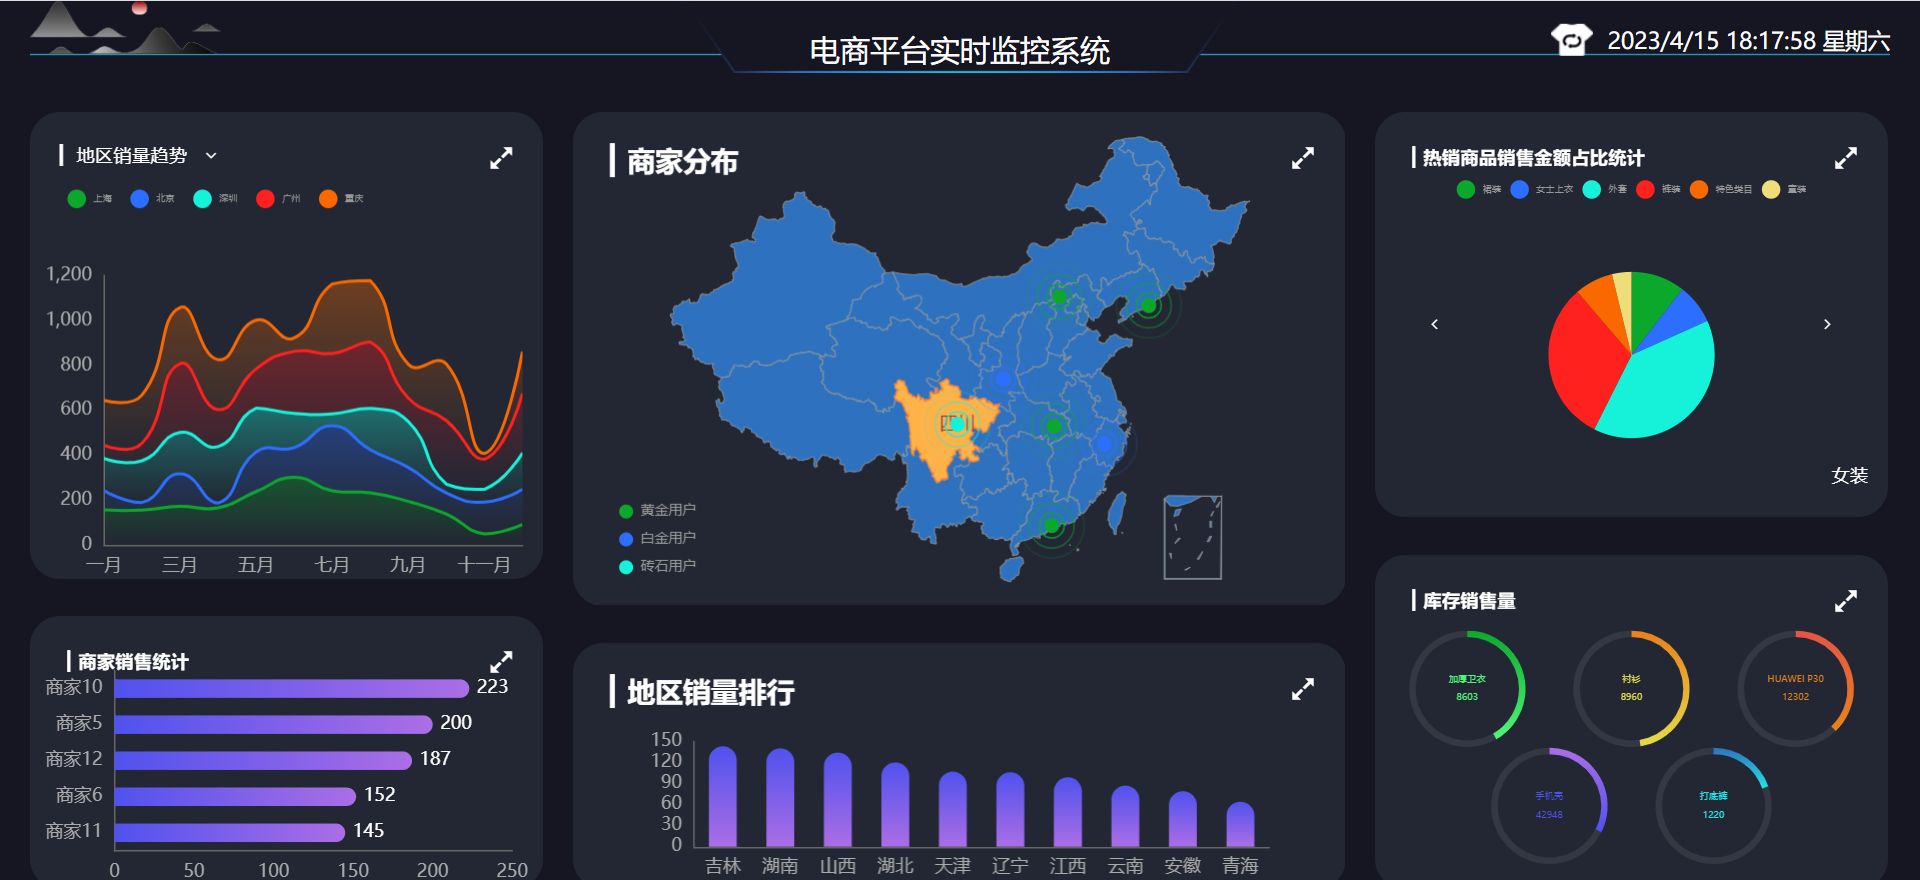 电商平台实时监控系统
2023/4/15 18:17:58 星期六
地区销量趋势
上海 北京 深圳 广州 重庆
1,200
1,000
800
600
400
200
0
一月 三月 五月 七月 九月 十一月
商家销售统计
商家10 223
商家5 200
商家12 187
商家6 152
商家11 145
0 50 100 150 200 250
商家分布
四川
黄金用户
白金用户
砖石用户
地区销量排行
150
120
90
60
30
0
吉林 湖南 山西 湖北 天津 辽宁 江西 云南 安徽 青海
热销商品销售金额占比统计
裙装 女士上衣 外套 裤装 特色类目 童装
女装
库存销售量
加厚卫衣
8603
衬衫
8960
HUAWEI P30
12302
手机壳
42948
打底裤
1220